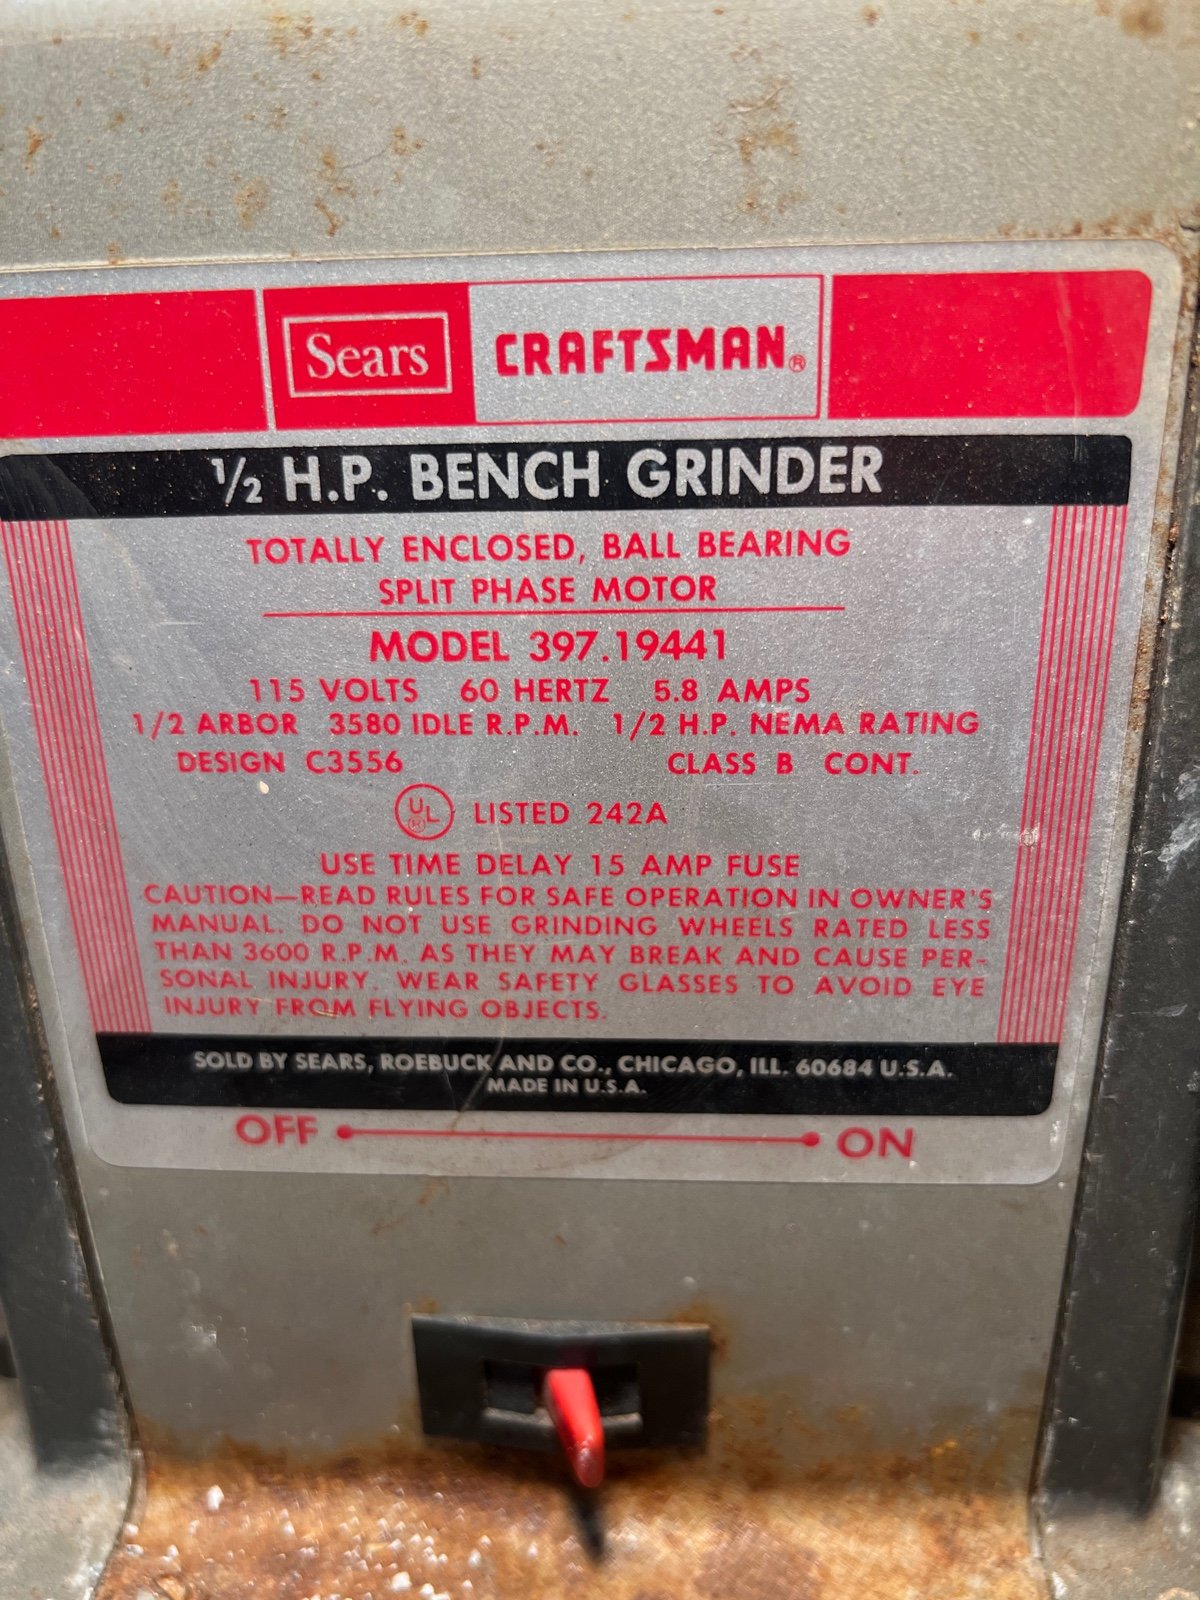 Sears CRAFTSMAN®
1/2 H.P. BENCH GRINDER
TOTALLY ENCLOSED, BALL BEARING
SPLIT PHASE MOTOR
MODEL 397.19441
115 VOLTS 60 HERTZ 5.8 AMPS
1/2 ARBOR 3580 IDLE R.P.M. 1/2 H.P. NEMA RATING
DESIGN C3556 CLASS B CONT.
UL® LISTED 242A
USE TIME DELAY 15 AMP FUSE
CAUTION—READ RULES FOR SAFE OPERATION IN OWNER'S
MANUAL. DO NOT USE GRINDING WHEELS RATED LESS
THAN 3600 R.P.M. AS THEY MAY BREAK AND CAUSE PER-
SONAL INJURY. WEAR SAFETY GLASSES TO AVOID EYE
INJURY FROM FLYING OBJECTS.
SOLD BY SEARS, ROEBUCK AND CO., CHICAGO, ILL. 60684 U.S.A.
MADE IN U.S.A.
OFF ON